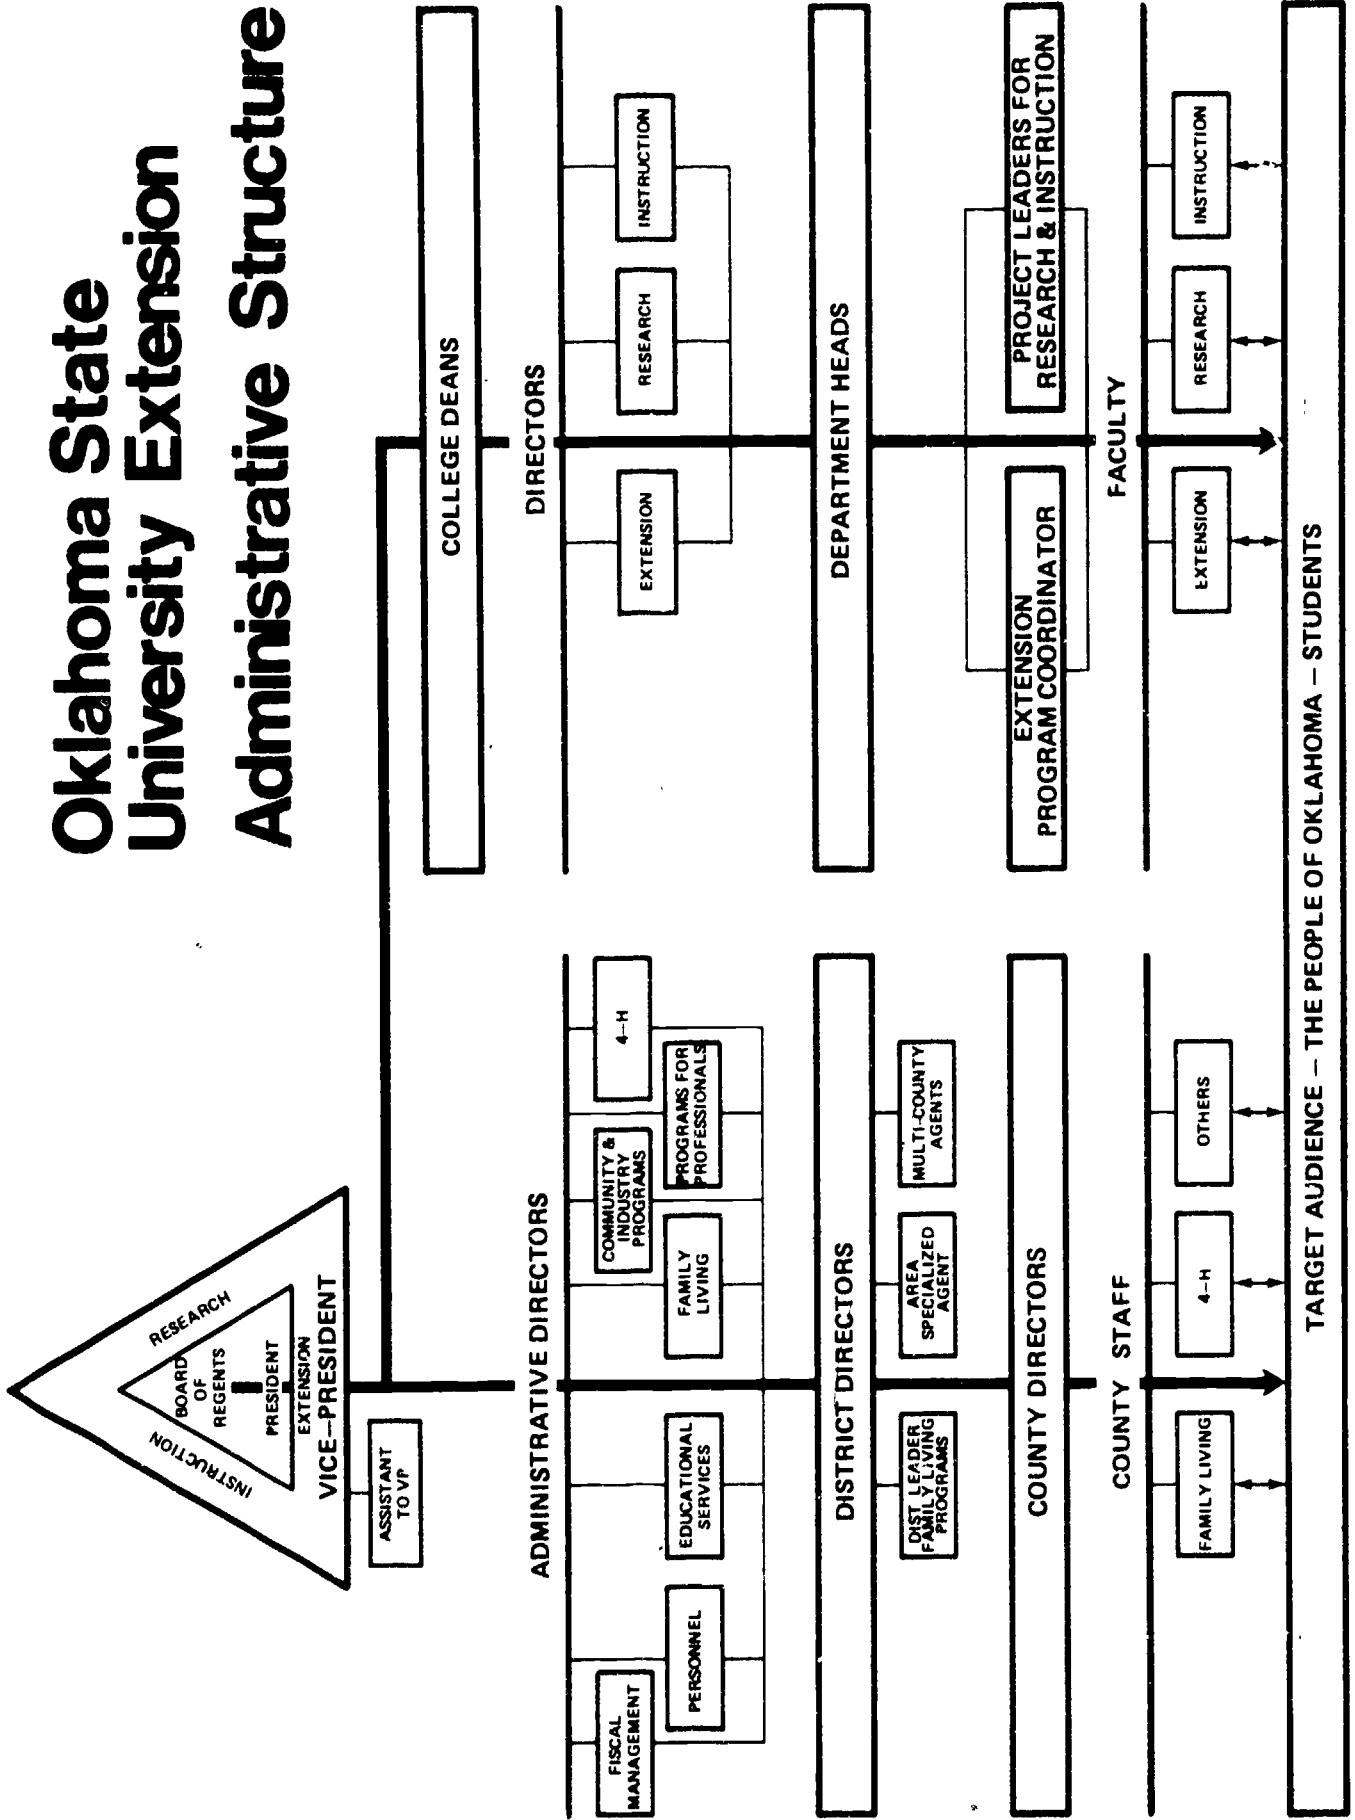 Oklahoma State
University Extension
Administrative Structure
INSTRUCTION
RESEARCH
BOARD
OF
REGENTS
PRESIDENT
EXTENSION
VICE–PRESIDENT
ASSISTANT
TO VP
COLLEGE DEANS
ADMINISTRATIVE DIRECTORS
FISCAL
MANAGEMENT
PERSONNEL
EDUCATIONAL
SERVICES
FAMILY
LIVING
COMMUNITY &
INDUSTRY
PROGRAMS
PROGRAMS FOR
PROFESSIONALS
4–H
DIRECTORS
EXTENSION
RESEARCH
INSTRUCTION
DISTRICT DIRECTORS
DIST LEADER
FAMILY LIVING
PROGRAMS
AREA
SPECIALIZED
AGENT
MULTI-COUNTY
AGENTS
DEPARTMENT HEADS
COUNTY DIRECTORS
EXTENSION
PROGRAM COORDINATOR
PROJECT LEADERS FOR
RESEARCH & INSTRUCTION
COUNTY STAFF
FAMILY LIVING
4–H
OTHERS
FACULTY
EXTENSION
RESEARCH
INSTRUCTION
TARGET AUDIENCE – THE PEOPLE OF OKLAHOMA – STUDENTS